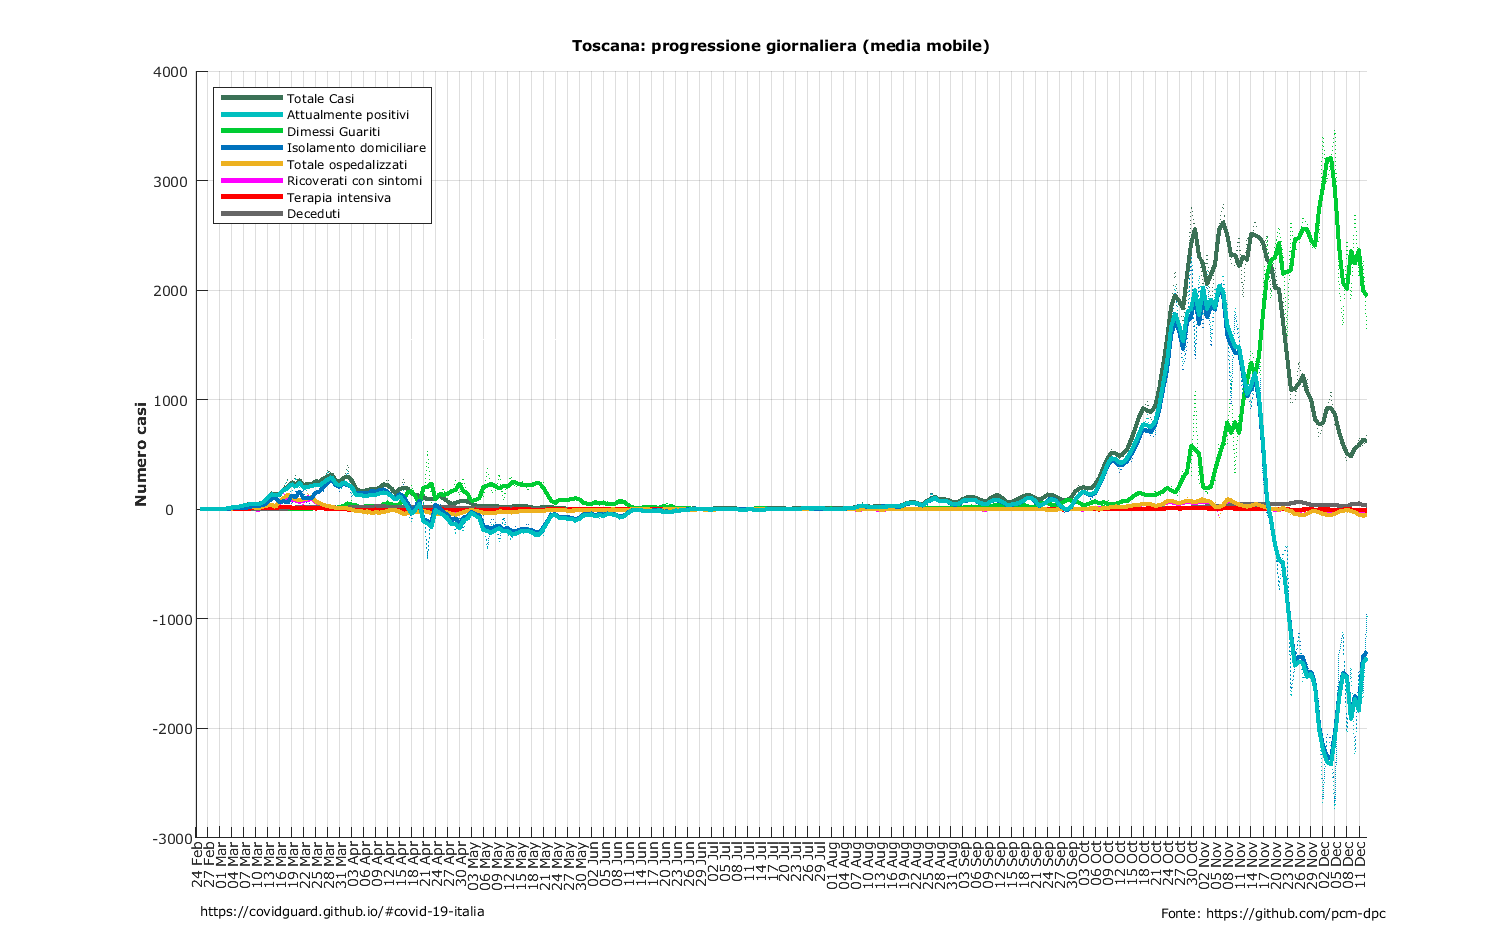 Toscana: progressione giornaliera (media mobile)
4000
3000
2000
1000
0
-1000
-2000
-3000
Numero casi
Totale Casi
Attualmente positivi
Dimessi Guariti
Isolamento domiciliare
Totale ospedalizzati
Ricoverati con sintomi
Terapia intensiva
Deceduti
24 Feb
27 Feb
01 Mar
04 Mar
07 Mar
10 Mar
13 Mar
16 Mar
19 Mar
22 Mar
25 Mar
28 Mar
31 Mar
03 Apr
06 Apr
09 Apr
12 Apr
15 Apr
18 Apr
21 Apr
24 Apr
27 Apr
30 Apr
03 May
06 May
09 May
12 May
15 May
18 May
21 May
24 May
27 May
30 May
02 Jun
05 Jun
08 Jun
11 Jun
14 Jun
17 Jun
20 Jun
23 Jun
26 Jun
29 Jun
02 Jul
05 Jul
08 Jul
11 Jul
14 Jul
17 Jul
20 Jul
23 Jul
26 Jul
29 Jul
01 Aug
04 Aug
07 Aug
10 Aug
13 Aug
16 Aug
19 Aug
22 Aug
25 Aug
28 Aug
31 Aug
03 Sep
06 Sep
09 Sep
12 Sep
15 Sep
18 Sep
21 Sep
24 Sep
27 Sep
30 Sep
03 Oct
06 Oct
09 Oct
12 Oct
15 Oct
18 Oct
21 Oct
24 Oct
27 Oct
30 Oct
02 Nov
05 Nov
08 Nov
11 Nov
14 Nov
17 Nov
20 Nov
23 Nov
26 Nov
29 Nov
02 Dec
05 Dec
08 Dec
11 Dec
https://covidguard.github.io/#covid-19-italia
Fonte: https://github.com/pcm-dpc